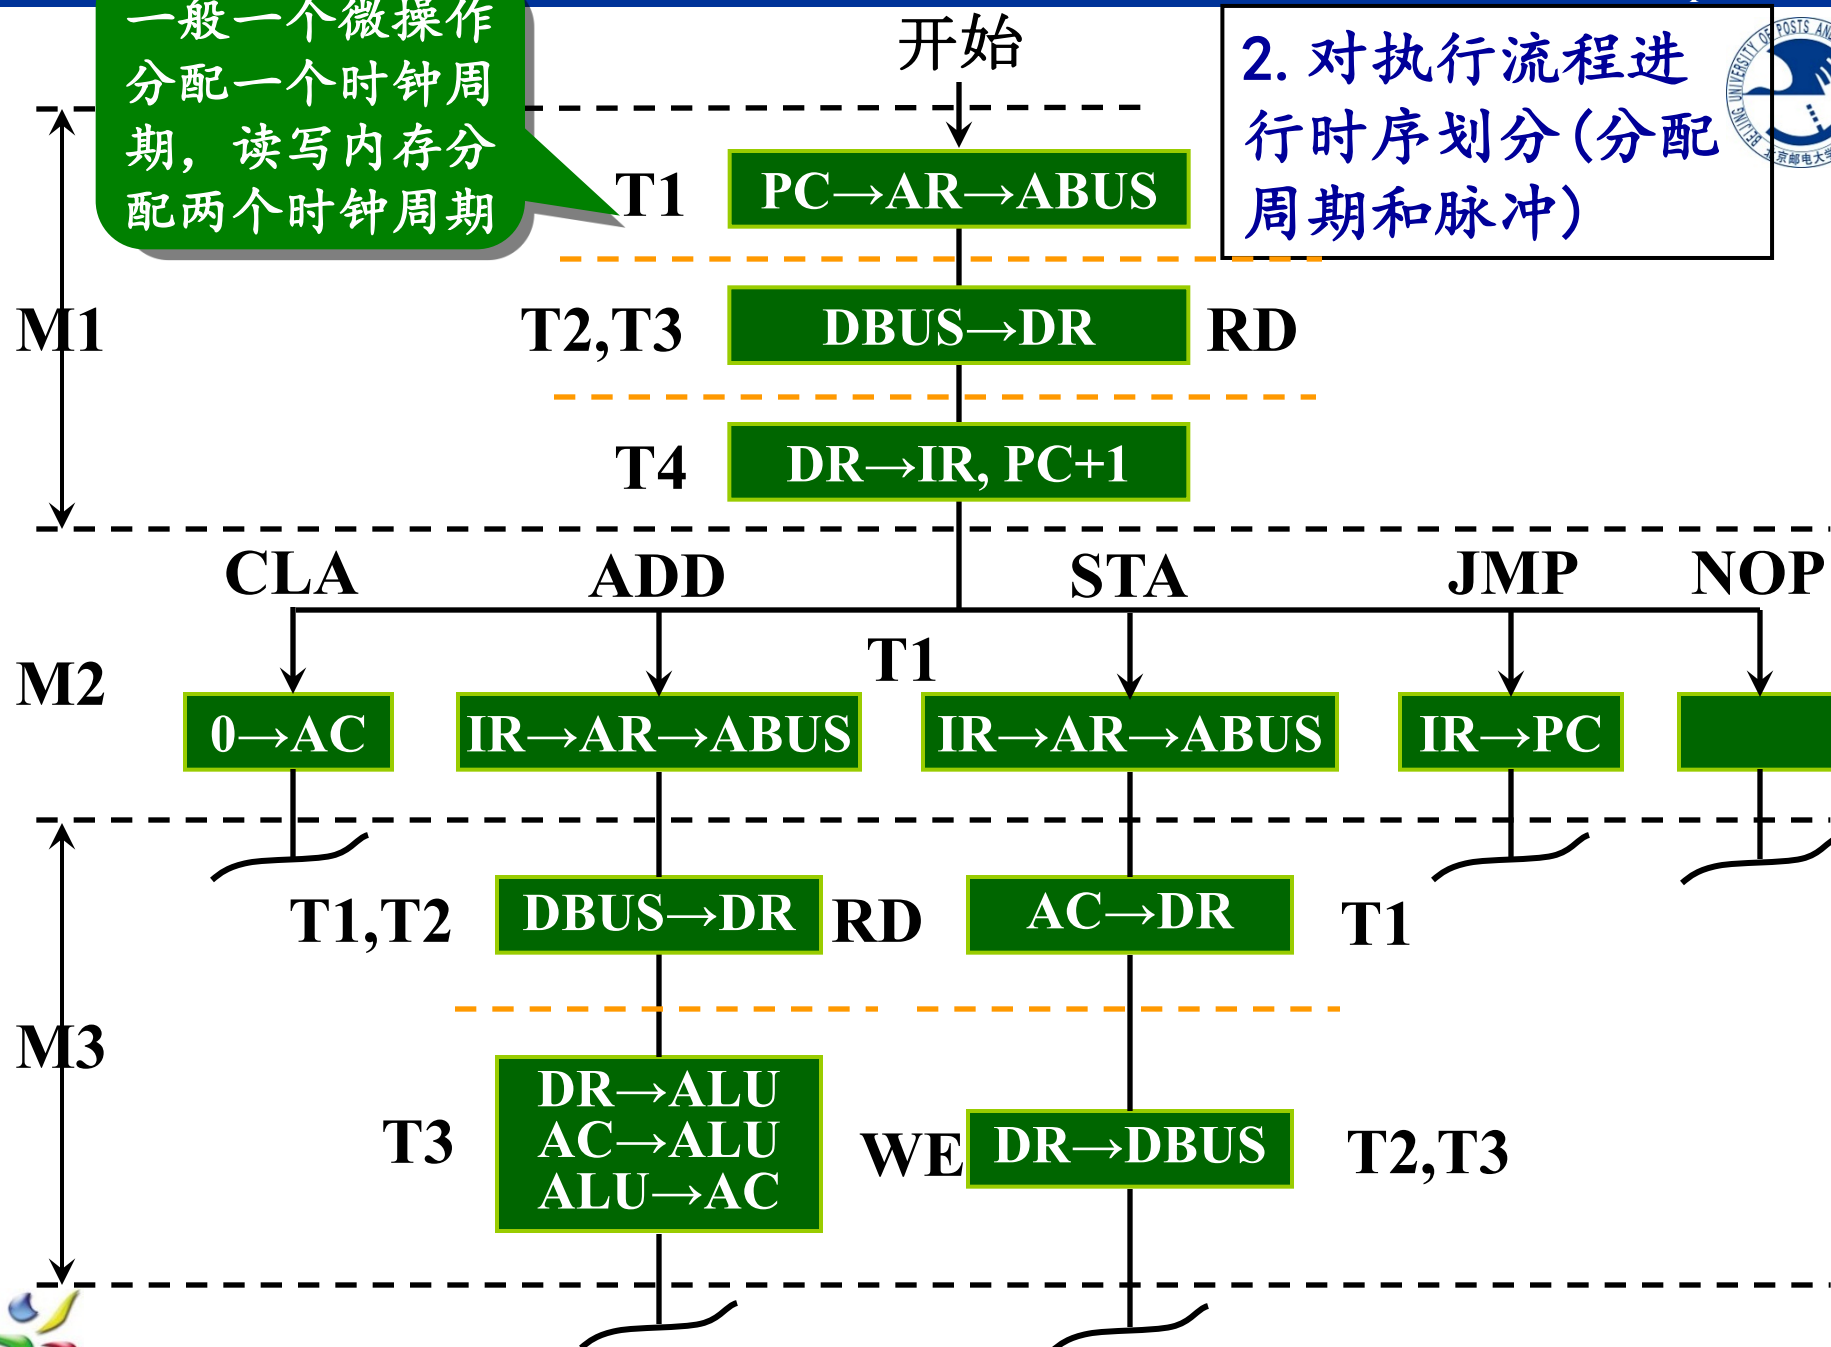 一般一个微操作
分配一个时钟周
期，读写内存分
配两个时钟周期
开始
2. 对执行流程进
行时序划分(分配
周期和脉冲)
T1
PC→AR→ABUS
M1
T2,T3
DBUS→DR
RD
T4
DR→IR, PC+1
CLA
ADD
STA
JMP
NOP
M2
T1
0→AC
IR→AR→ABUS
IR→AR→ABUS
IR→PC
T1,T2
DBUS→DR
RD
AC→DR
T1
M3
T3
DR→ALU
AC→ALU
ALU→AC
WE
DR→DBUS
T2,T3